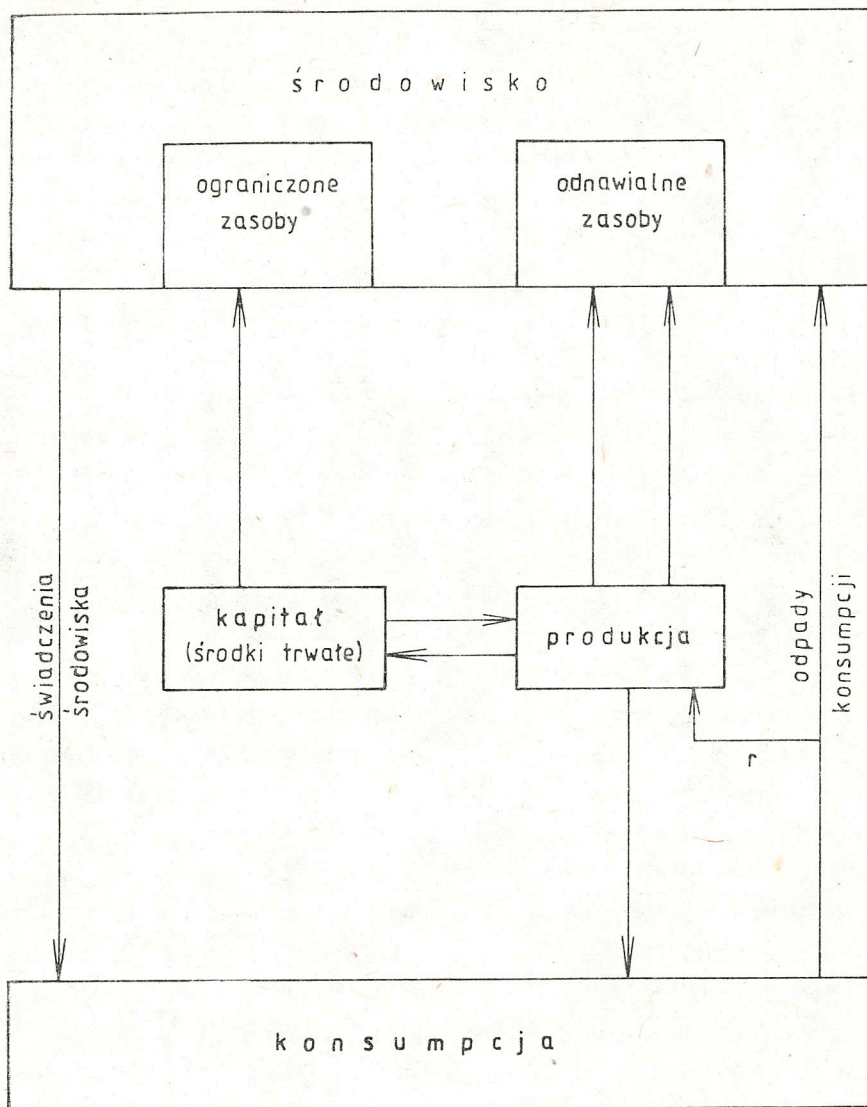 środowisko
ograniczone
zasoby
odnawialne
zasoby
świadczenia
środowiska
kapitał
(środki trwałe)
produkcja
odpady
konsumpcji
r
konsumpcja